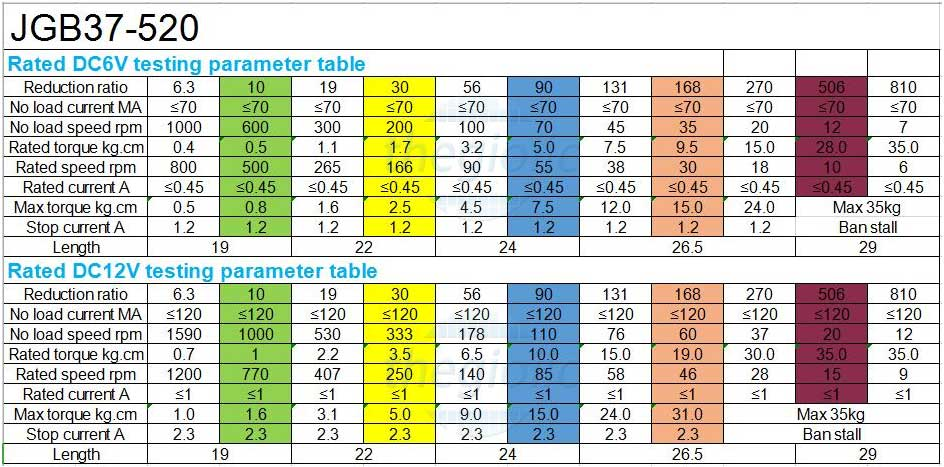 JGB37-520
Rated DC6V testing parameter table
Reduction ratio 6.3 10 19 30 56 90 131 168 270 506 810
No load current MA ≤70 ≤70 ≤70 ≤70 ≤70 ≤70 ≤70 ≤70 ≤70 ≤70 ≤70
No load speed rpm 1000 600 300 200 100 70 45 35 20 12 7
Rated torque kg.cm 0.4 0.5 1.1 1.7 3.2 5.0 7.5 9.5 15.0 28.0 35.0
Rated speed rpm 800 500 265 166 90 55 38 30 18 10 6
Rated current A ≤0.45 ≤0.45 ≤0.45 ≤0.45 ≤0.45 ≤0.45 ≤0.45 ≤0.45 ≤0.45 ≤0.45 ≤0.45
Max torque kg.cm 0.5 0.8 1.6 2.5 4.5 7.5 12.0 15.0 24.0 Max 35kg
Stop current A 1.2 1.2 1.2 1.2 1.2 1.2 1.2 1.2 1.2 Ban stall
Length 19 22 24 26.5 29
Rated DC12V testing parameter table
Reduction ratio 6.3 10 19 30 56 90 131 168 270 506 810
No load current MA ≤120 ≤120 ≤120 ≤120 ≤120 ≤120 ≤120 ≤120 ≤120 ≤120 ≤120
No load speed rpm 1590 1000 530 333 178 110 76 60 37 20 12
Rated torque kg.cm 0.7 1 2.2 3.5 6.5 10.0 15.0 19.0 30.0 35.0 35.0
Rated speed rpm 1200 770 407 250 140 85 58 46 28 15 9
Rated current A ≤1 ≤1 ≤1 ≤1 ≤1 ≤1 ≤1 ≤1 ≤1 ≤1 ≤1
Max torque kg.cm 1.0 1.6 3.1 5.0 9.0 15.0 24.0 31.0 Max 35kg
Stop current A 2.3 2.3 2.3 2.3 2.3 2.3 2.3 2.3 Ban stall
Length 19 22 24 26.5 29